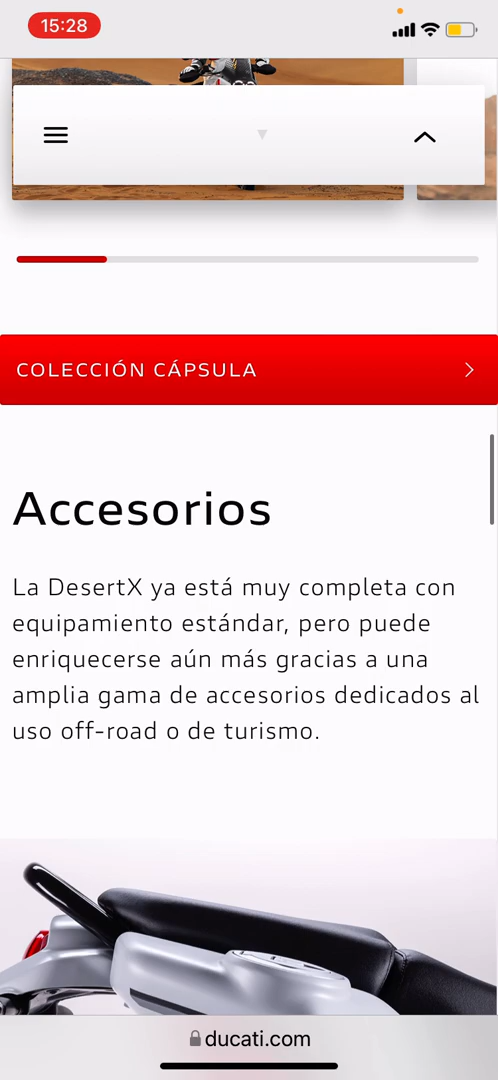 15:28
COLECCIÓN CÁPSULA
Accesorios
La DesertX ya está muy completa con
equipamiento estándar, pero puede
enriquecerse aún más gracias a una
amplia gama de accesorios dedicados al
uso off-road o de turismo.
ducati.com